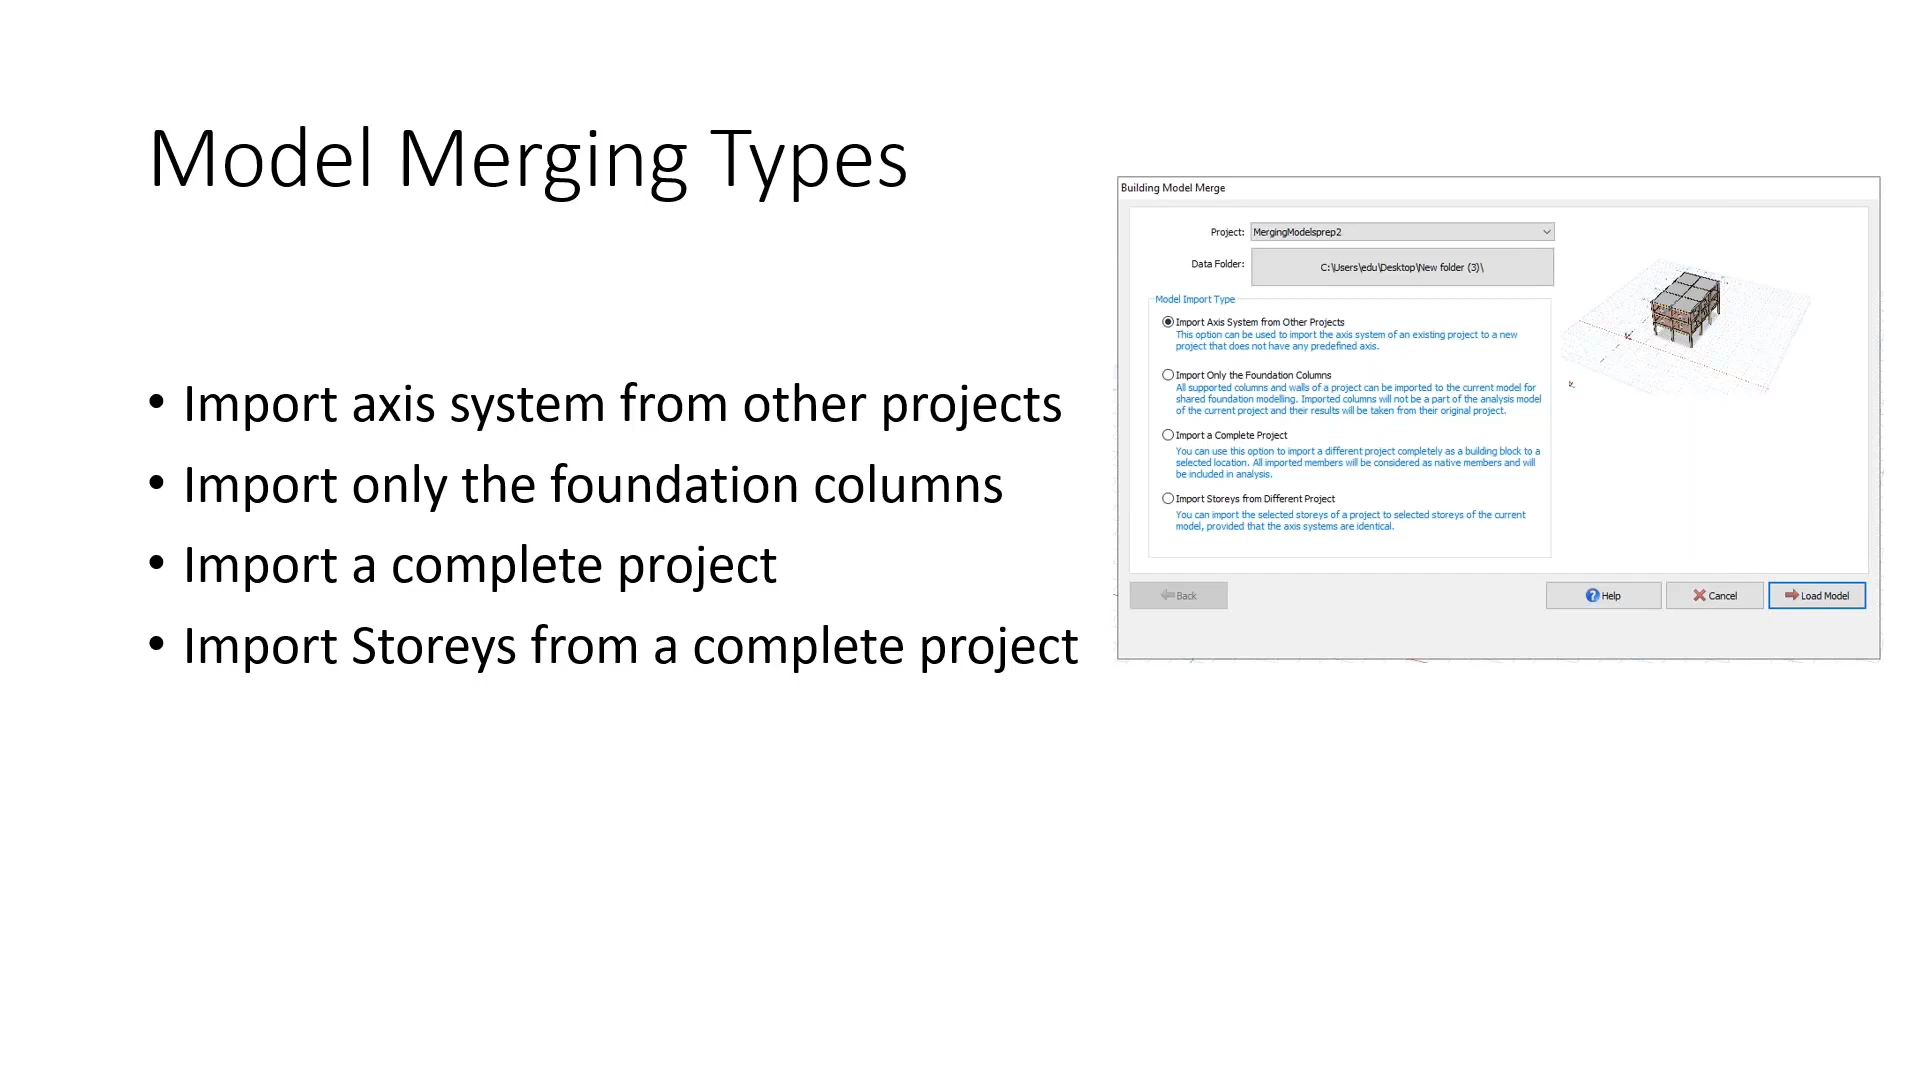 Model Merging Types
• Import axis system from other projects
• Import only the foundation columns
• Import a complete project
• Import Storeys from a complete project
Building Model Merge
Project: MergingModelsprep2
Data Folder: C:\Users\edu\Desktop\New folder (3)\
Model Import Type
Import Axis System from Other Projects
This option can be used to import the axis system of an existing project to a new
project that does not have any predefined axis.
Import Only the Foundation Columns
All supported columns and walls of a project can be imported to the current model for
shared foundation modelling. Imported columns will not be a part of the analysis model
of the current project and their results will be taken from their original project.
Import a Complete Project
You can use this option to import a different project completely as a building block to a
selected location. All imported members will be considered as native members and will
be included in analysis.
Import Storeys from Different Project
You can import the selected storeys of a project to selected storeys of the current
model, provided that the axis systems are identical.
Back Help Cancel Load Model